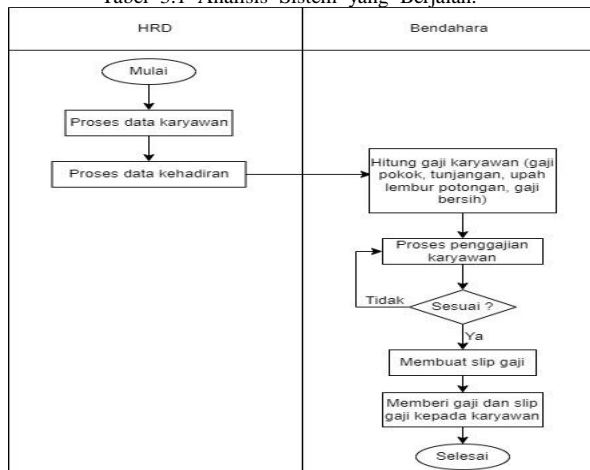 Tabel 3.1 Analisis Sistem yang Berjalan.
HRD
Bendahara
Mulai
Proses data karyawan
Proses data kehadiran
Hitung gaji karyawan (gaji
pokok, tunjangan, upah
lembur potongan, gaji
bersih)
Proses penggajian
karyawan
Tidak
Sesuai ?
Ya
Membuat slip gaji
Memberi gaji dan slip
gaji kepada karyawan
Selesai